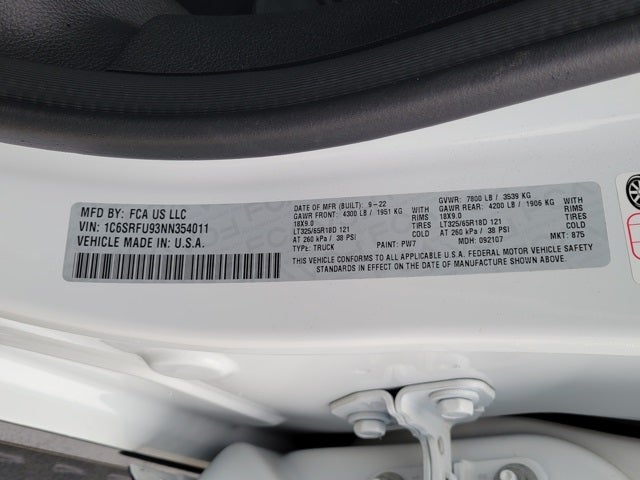 MFD BY: FCA US LLC
VIN: 1C6SRFU93NN354011
VEHICLE MADE IN U.S.A.
DATE OF MFR (BUILT): 9-22
GVWR: 7800 LB / 3539 KG
GAWR FRONT: 4300 LB / 1951 KG WITH
GAWR REAR: 4200 LB / 1906 KG WITH
18X9.0 RIMS
18X9.0 RIMS
LT325/65R18D 121 TIRES
LT325/65R18D 121 TIRES
AT 260 kPa / 38 PSI COLD
AT 260 kPa / 38 PSI COLD
TYPE: TRUCK PAINT: PW7 MDH: 092107 MKT: 875
THIS VEHICLE CONFORMS TO ALL APPLICABLE U.S.A. FEDERAL MOTOR VEHICLE SAFETY
STANDARDS IN EFFECT ON THE DATE OF MANUFACTURE SHOWN ABOVE